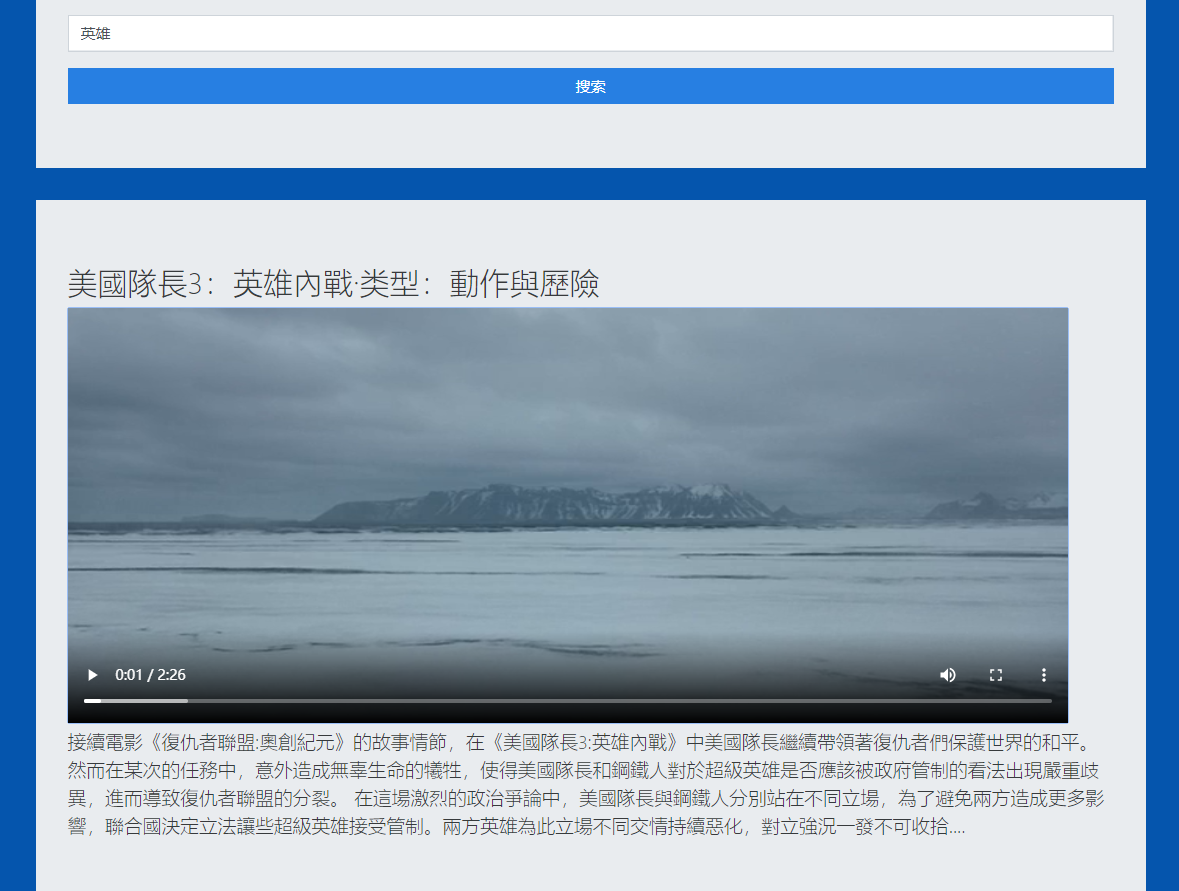 英雄
搜索
美國隊長3：英雄內戰·类型：動作與歷險
0:01 / 2:26
接續電影《復仇者聯盟:奧創紀元》的故事情節，在《美國隊長3:英雄內戰》中美國隊長繼續帶領著復仇者們保護世界的和平。
然而在某次的任務中，意外造成無辜生命的犧牲，使得美國隊長和鋼鐵人對於超級英雄是否應該被政府管制的看法出現嚴重歧
異，進而導致復仇者聯盟的分裂。 在這場激烈的政治爭論中，美國隊長與鋼鐵人分別站在不同立場，為了避免兩方造成更多影
響，聯合國決定立法讓些超級英雄接受管制。兩方英雄為此立場不同交情持續惡化，對立強況一發不可收拾....